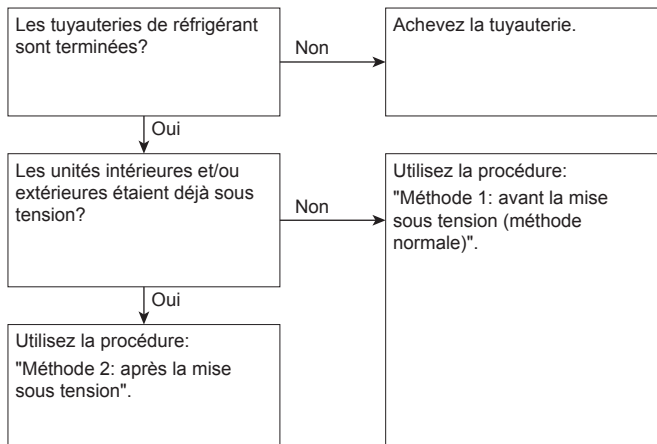 Les tuyauteries de réfrigérant
sont terminées?
Non
Achevez la tuyauterie.
Oui
Les unités intérieures et/ou
extérieures étaient déjà sous
tension?
Non
Utilisez la procédure:
"Méthode 1: avant la mise
sous tension (méthode
normale)".
Oui
Utilisez la procédure:
"Méthode 2: après la mise
sous tension".